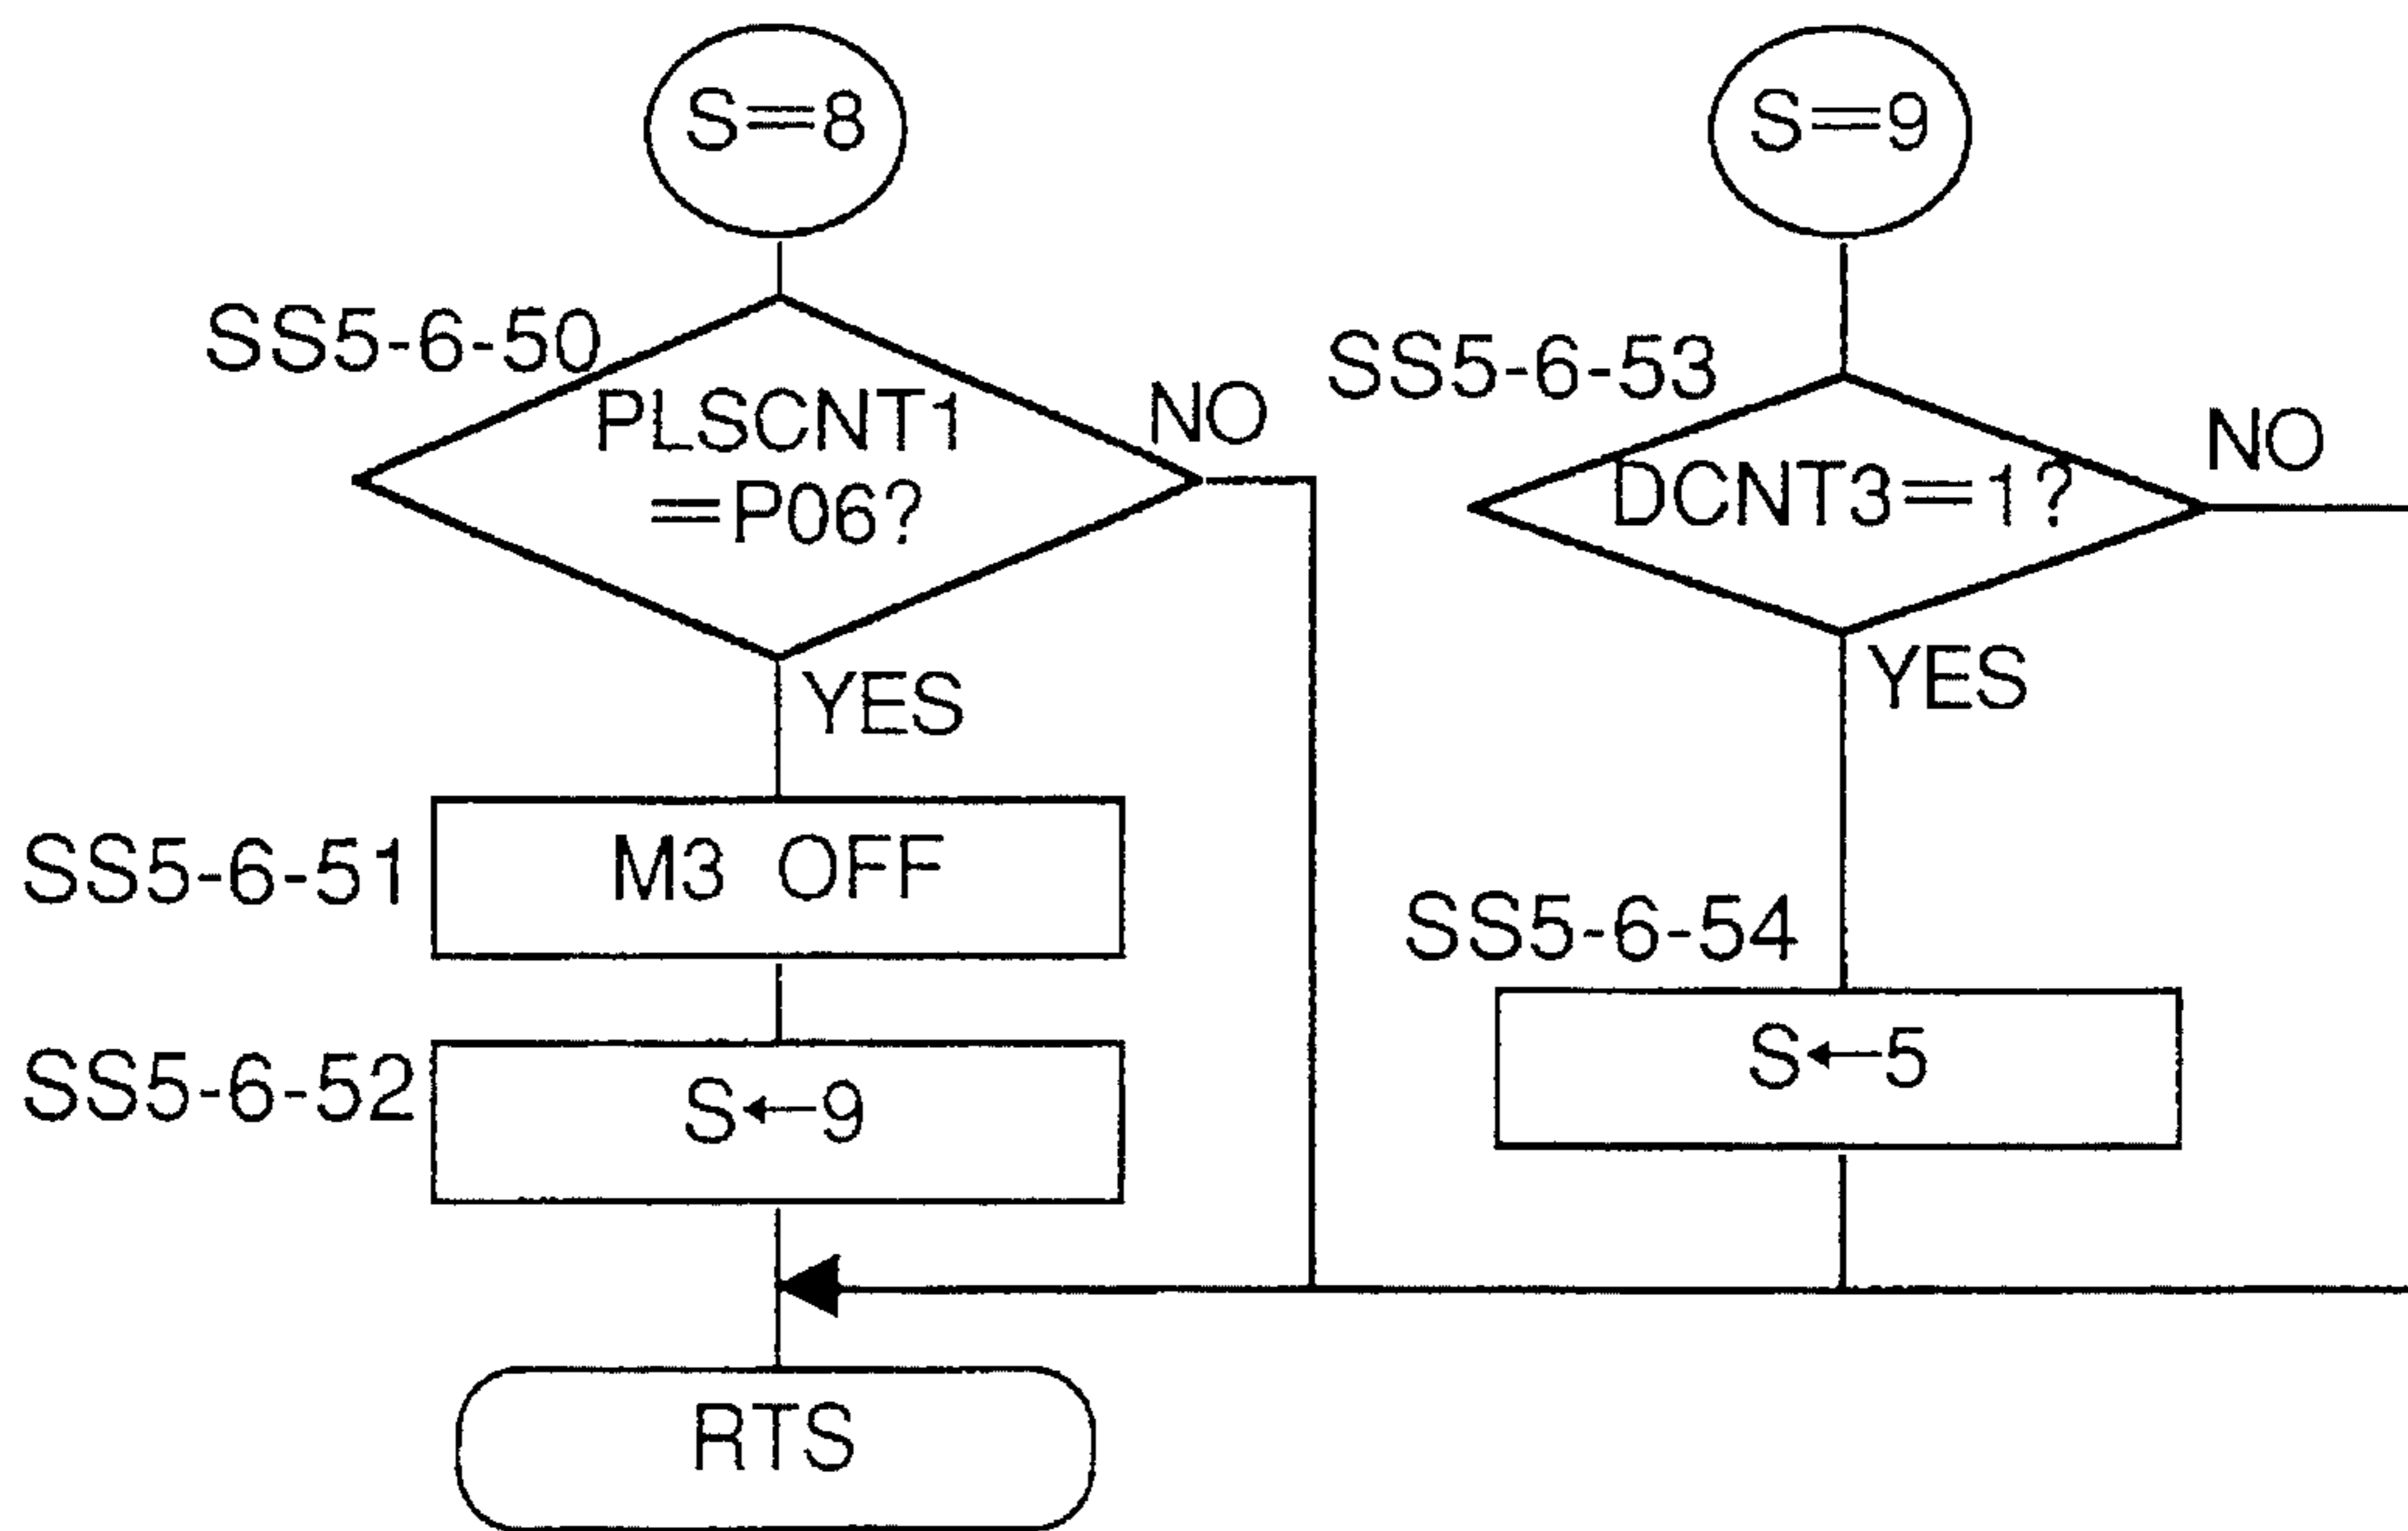 S=8
SS5-6-50
PLSCNT1
=P06?
NO
YES
SS5-6-51
M3 OFF
SS5-6-52
S←9
RTS
S=9
SS5-6-53
DCNT3=1?
NO
YES
SS5-6-54
S←5